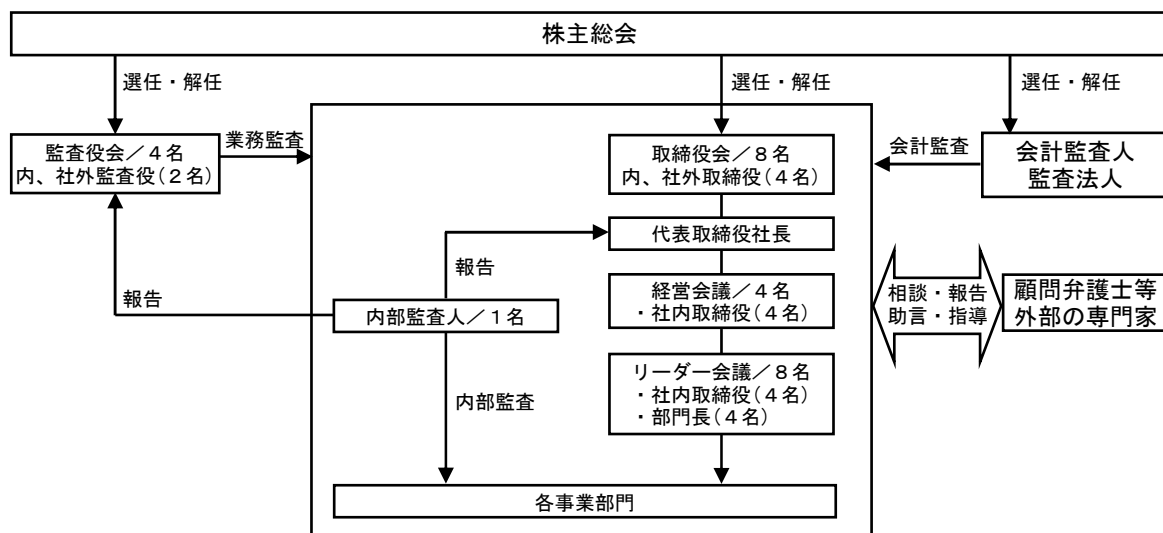 株主総会
選任・解任
選任・解任
選任・解任
監査役会／４名
内、社外監査役（２名）
業務監査
取締役会／８名
内、社外取締役（４名）
会計監査
会計監査人
監査法人
代表取締役社長
報告
報告
内部監査人／１名
経営会議／４名
・社内取締役（４名）
相談・報告
助言・指導
顧問弁護士等
外部の専門家
リーダー会議／８名
・社内取締役（４名）
・部門長（４名）
内部監査
各事業部門